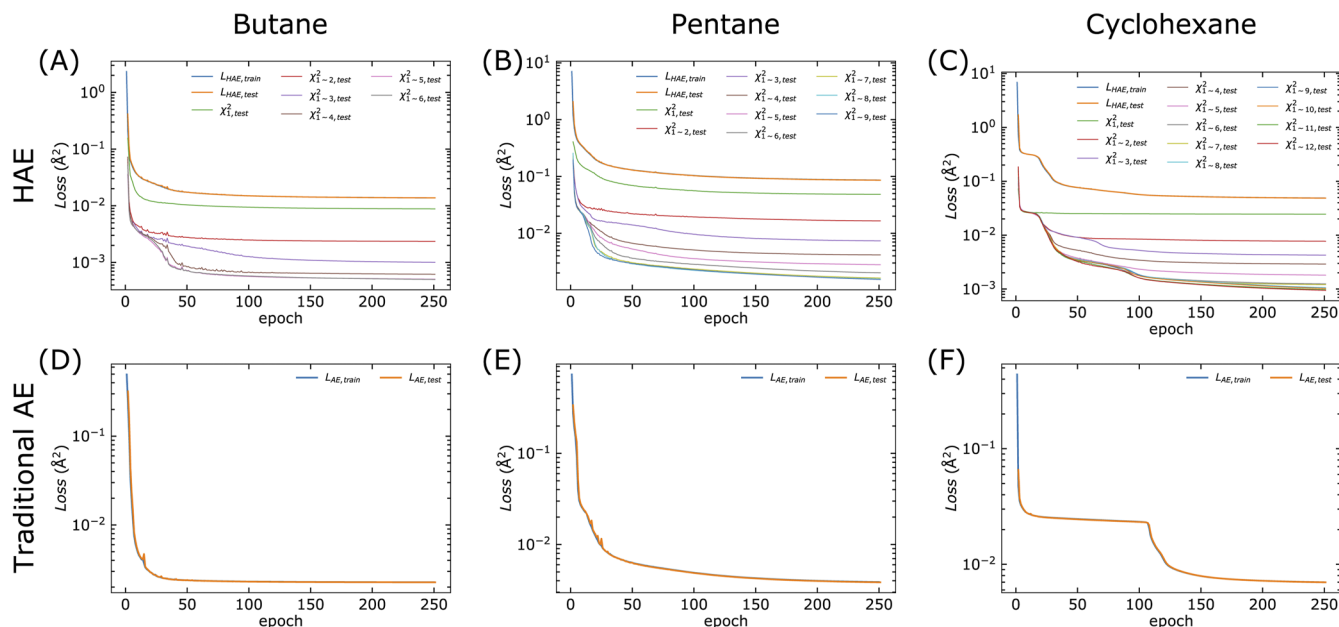 Butane
Pentane
Cyclohexane
HAE
Traditional AE
(A)
Loss (Å²)
10⁰
10⁻¹
10⁻²
10⁻³
L_HAE,train
L_HAE,test
χ²_1,test
χ²_1~2,test
χ²_1~3,test
χ²_1~4,test
χ²_1~5,test
χ²_1~6,test
0 50 100 150 200 250
epoch
(B)
Loss (Å²)
10¹
10⁰
10⁻¹
10⁻²
L_HAE,train
L_HAE,test
χ²_1,test
χ²_1~2,test
χ²_1~3,test
χ²_1~4,test
χ²_1~5,test
χ²_1~6,test
χ²_1~7,test
χ²_1~8,test
χ²_1~9,test
0 50 100 150 200 250
epoch
(C)
Loss (Å²)
10¹
10⁰
10⁻¹
10⁻²
10⁻³
L_HAE,train
L_HAE,test
χ²_1,test
χ²_1~2,test
χ²_1~3,test
χ²_1~4,test
χ²_1~5,test
χ²_1~6,test
χ²_1~7,test
χ²_1~8,test
χ²_1~9,test
χ²_1~10,test
χ²_1~11,test
χ²_1~12,test
0 50 100 150 200 250
epoch
(D)
Loss (Å²)
10⁻¹
10⁻²
L_AE,train L_AE,test
0 50 100 150 200 250
epoch
(E)
Loss (Å²)
10⁻¹
10⁻²
L_AE,train L_AE,test
0 50 100 150 200 250
epoch
(F)
Loss (Å²)
10⁻¹
10⁻²
L_AE,train L_AE,test
0 50 100 150 200 250
epoch